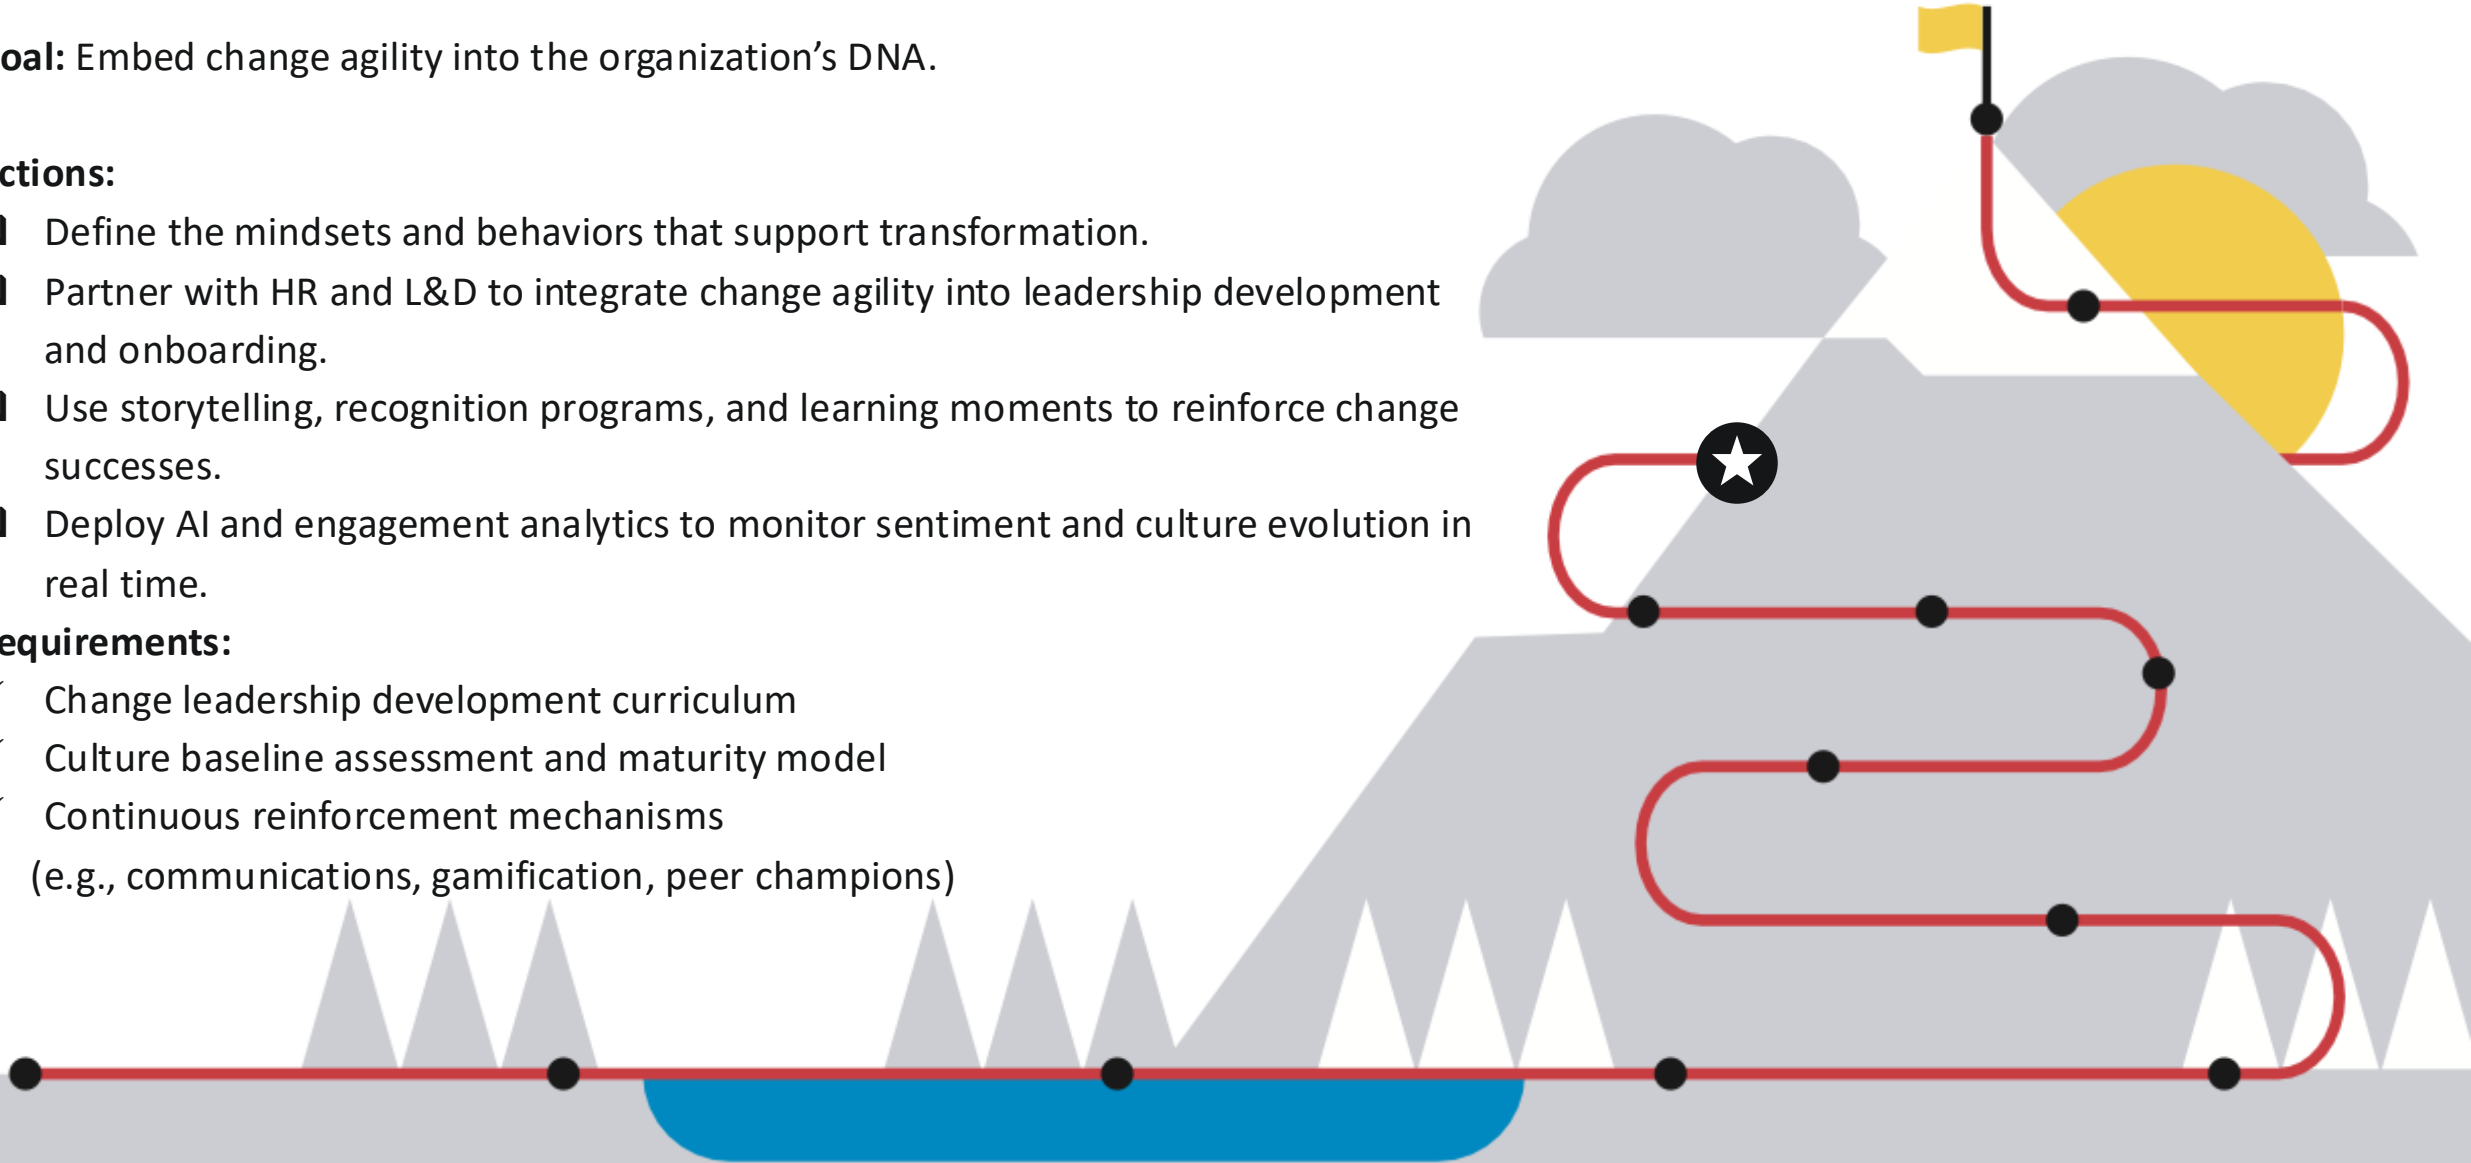 oal: Embed change agility into the organization's DNA.
ctions:
Define the mindsets and behaviors that support transformation.
Partner with HR and L&D to integrate change agility into leadership development
and onboarding.
Use storytelling, recognition programs, and learning moments to reinforce change
successes.
Deploy AI and engagement analytics to monitor sentiment and culture evolution in
real time.
equirements:
Change leadership development curriculum
Culture baseline assessment and maturity model
Continuous reinforcement mechanisms
(e.g., communications, gamification, peer champions)